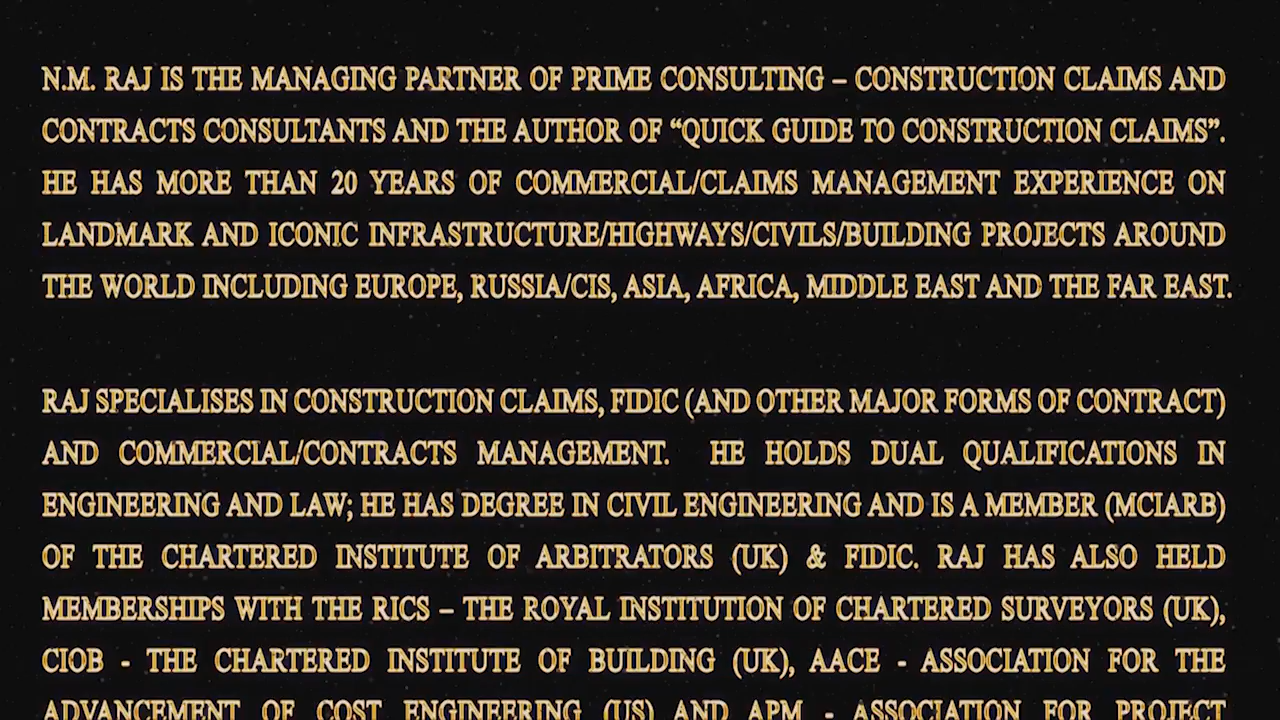 N.M. RAJ IS THE MANAGING PARTNER OF PRIME CONSULTING – CONSTRUCTION CLAIMS AND
CONTRACTS CONSULTANTS AND THE AUTHOR OF “QUICK GUIDE TO CONSTRUCTION CLAIMS”.
HE HAS MORE THAN 20 YEARS OF COMMERCIAL/CLAIMS MANAGEMENT EXPERIENCE ON
LANDMARK AND ICONIC INFRASTRUCTURE/HIGHWAYS/CIVILS/BUILDING PROJECTS AROUND
THE WORLD INCLUDING EUROPE, RUSSIA/CIS, ASIA, AFRICA, MIDDLE EAST AND THE FAR EAST.
RAJ SPECIALISES IN CONSTRUCTION CLAIMS, FIDIC (AND OTHER MAJOR FORMS OF CONTRACT)
AND COMMERCIAL/CONTRACTS MANAGEMENT. HE HOLDS DUAL QUALIFICATIONS IN
ENGINEERING AND LAW; HE HAS DEGREE IN CIVIL ENGINEERING AND IS A MEMBER (MCIARB)
OF THE CHARTERED INSTITUTE OF ARBITRATORS (UK) & FIDIC. RAJ HAS ALSO HELD
MEMBERSHIPS WITH THE RICS – THE ROYAL INSTITUTION OF CHARTERED SURVEYORS (UK),
CIOB - THE CHARTERED INSTITUTE OF BUILDING (UK), AACE - ASSOCIATION FOR THE
ADVANCEMENT OF COST ENGINEERING (US) AND APM - ASSOCIATION FOR PROJECT